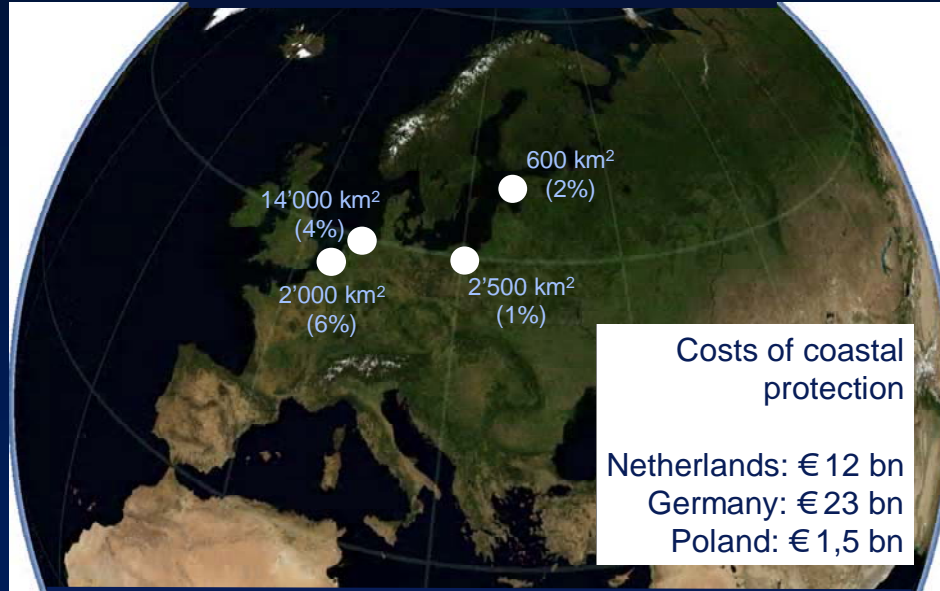 600 km²
(2%)
14’000 km²
(4%)
2’000 km²
(6%)
2’500 km²
(1%)
Costs of coastal
protection
Netherlands: € 12 bn
Germany: € 23 bn
Poland: € 1,5 bn